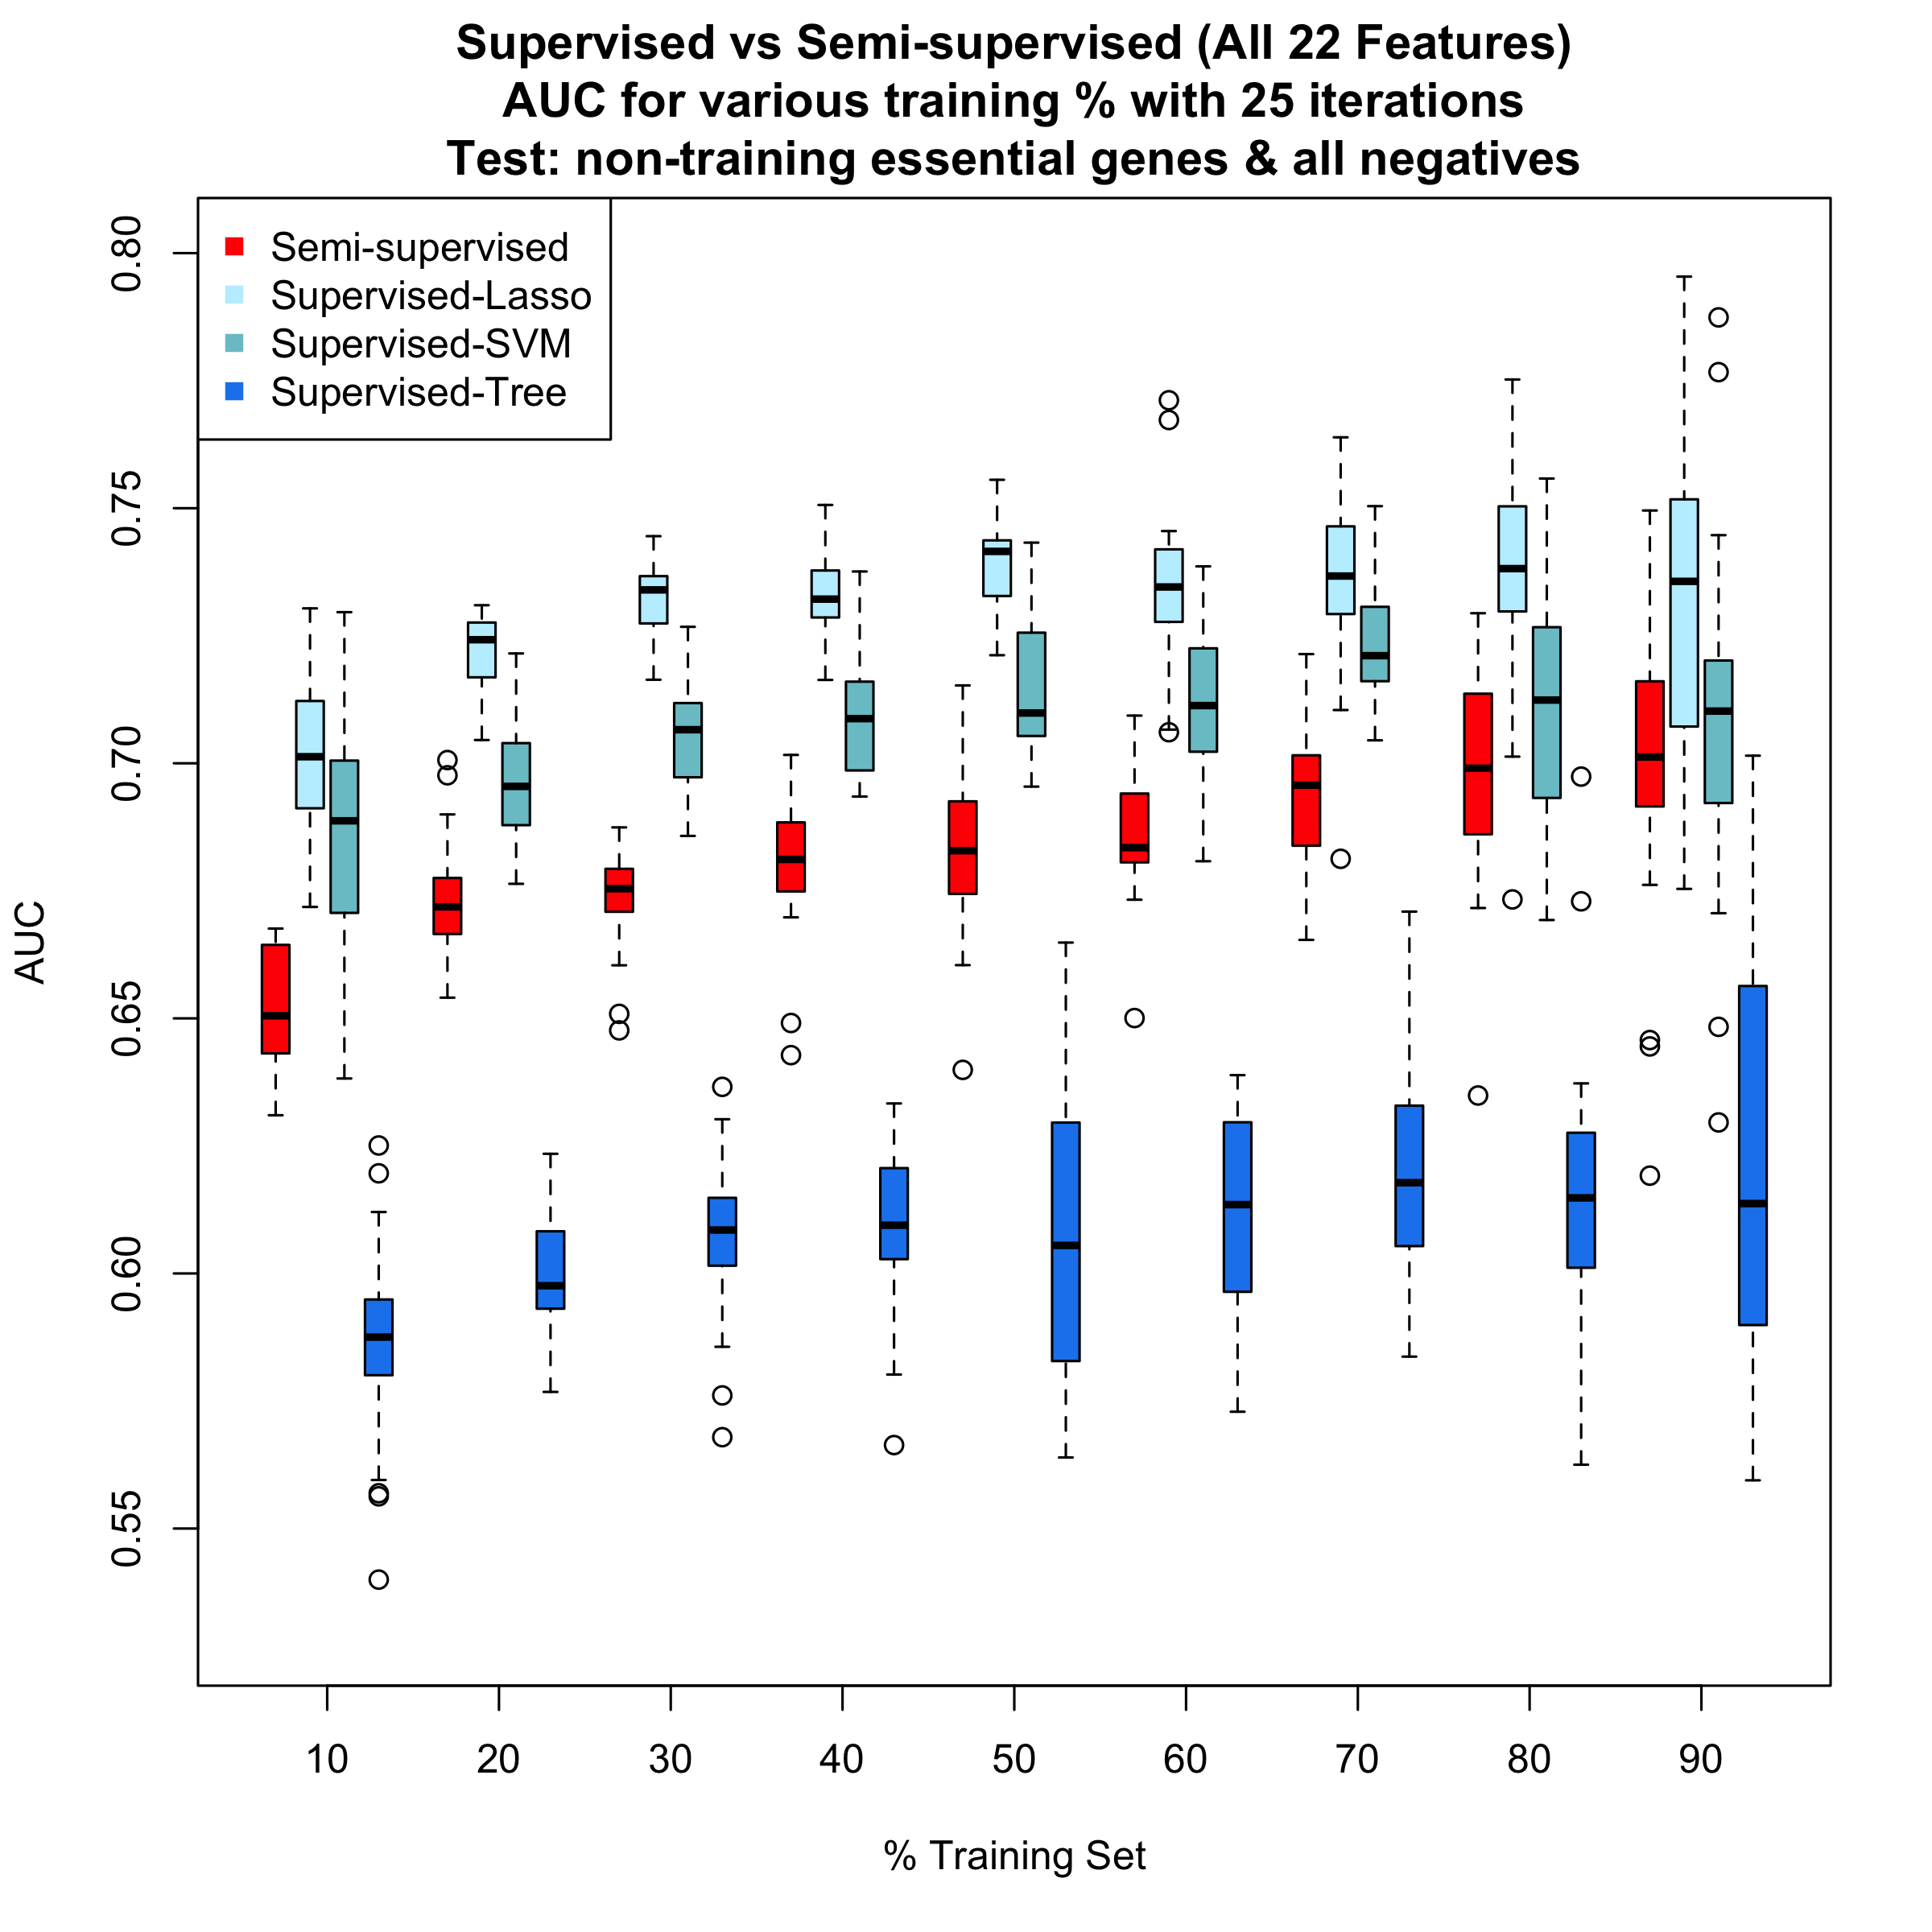 Supervised vs Semi-supervised (All 22 Features)
AUC for various training % with 25 iterations
Test: non-training essential genes & all negatives
Semi-supervised
Supervised-Lasso
Supervised-SVM
Supervised-Tree
0.80
0.75
0.70
0.65
0.60
0.55
AUC
10 20 30 40 50 60 70 80 90
% Training Set